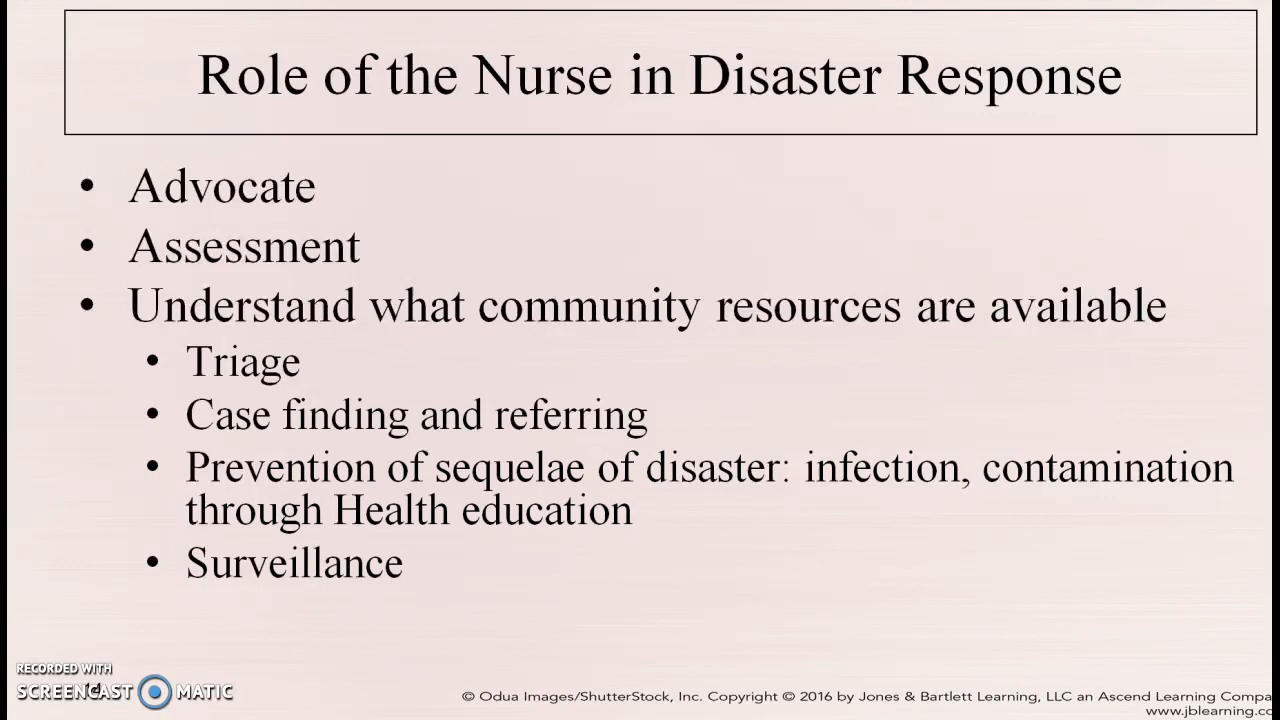 Role of the Nurse in Disaster Response
• Advocate
• Assessment
• Understand what community resources are available
• Triage
• Case finding and referring
• Prevention of sequelae of disaster: infection, contamination
through Health education
• Surveillance
RECORDED WITH
SCREENCAST MATIC
© Odua Images/ShutterStock, Inc. Copyright © 2016 by Jones & Bartlett Learning, LLC an Ascend Learning Compa
www.jblearning.co